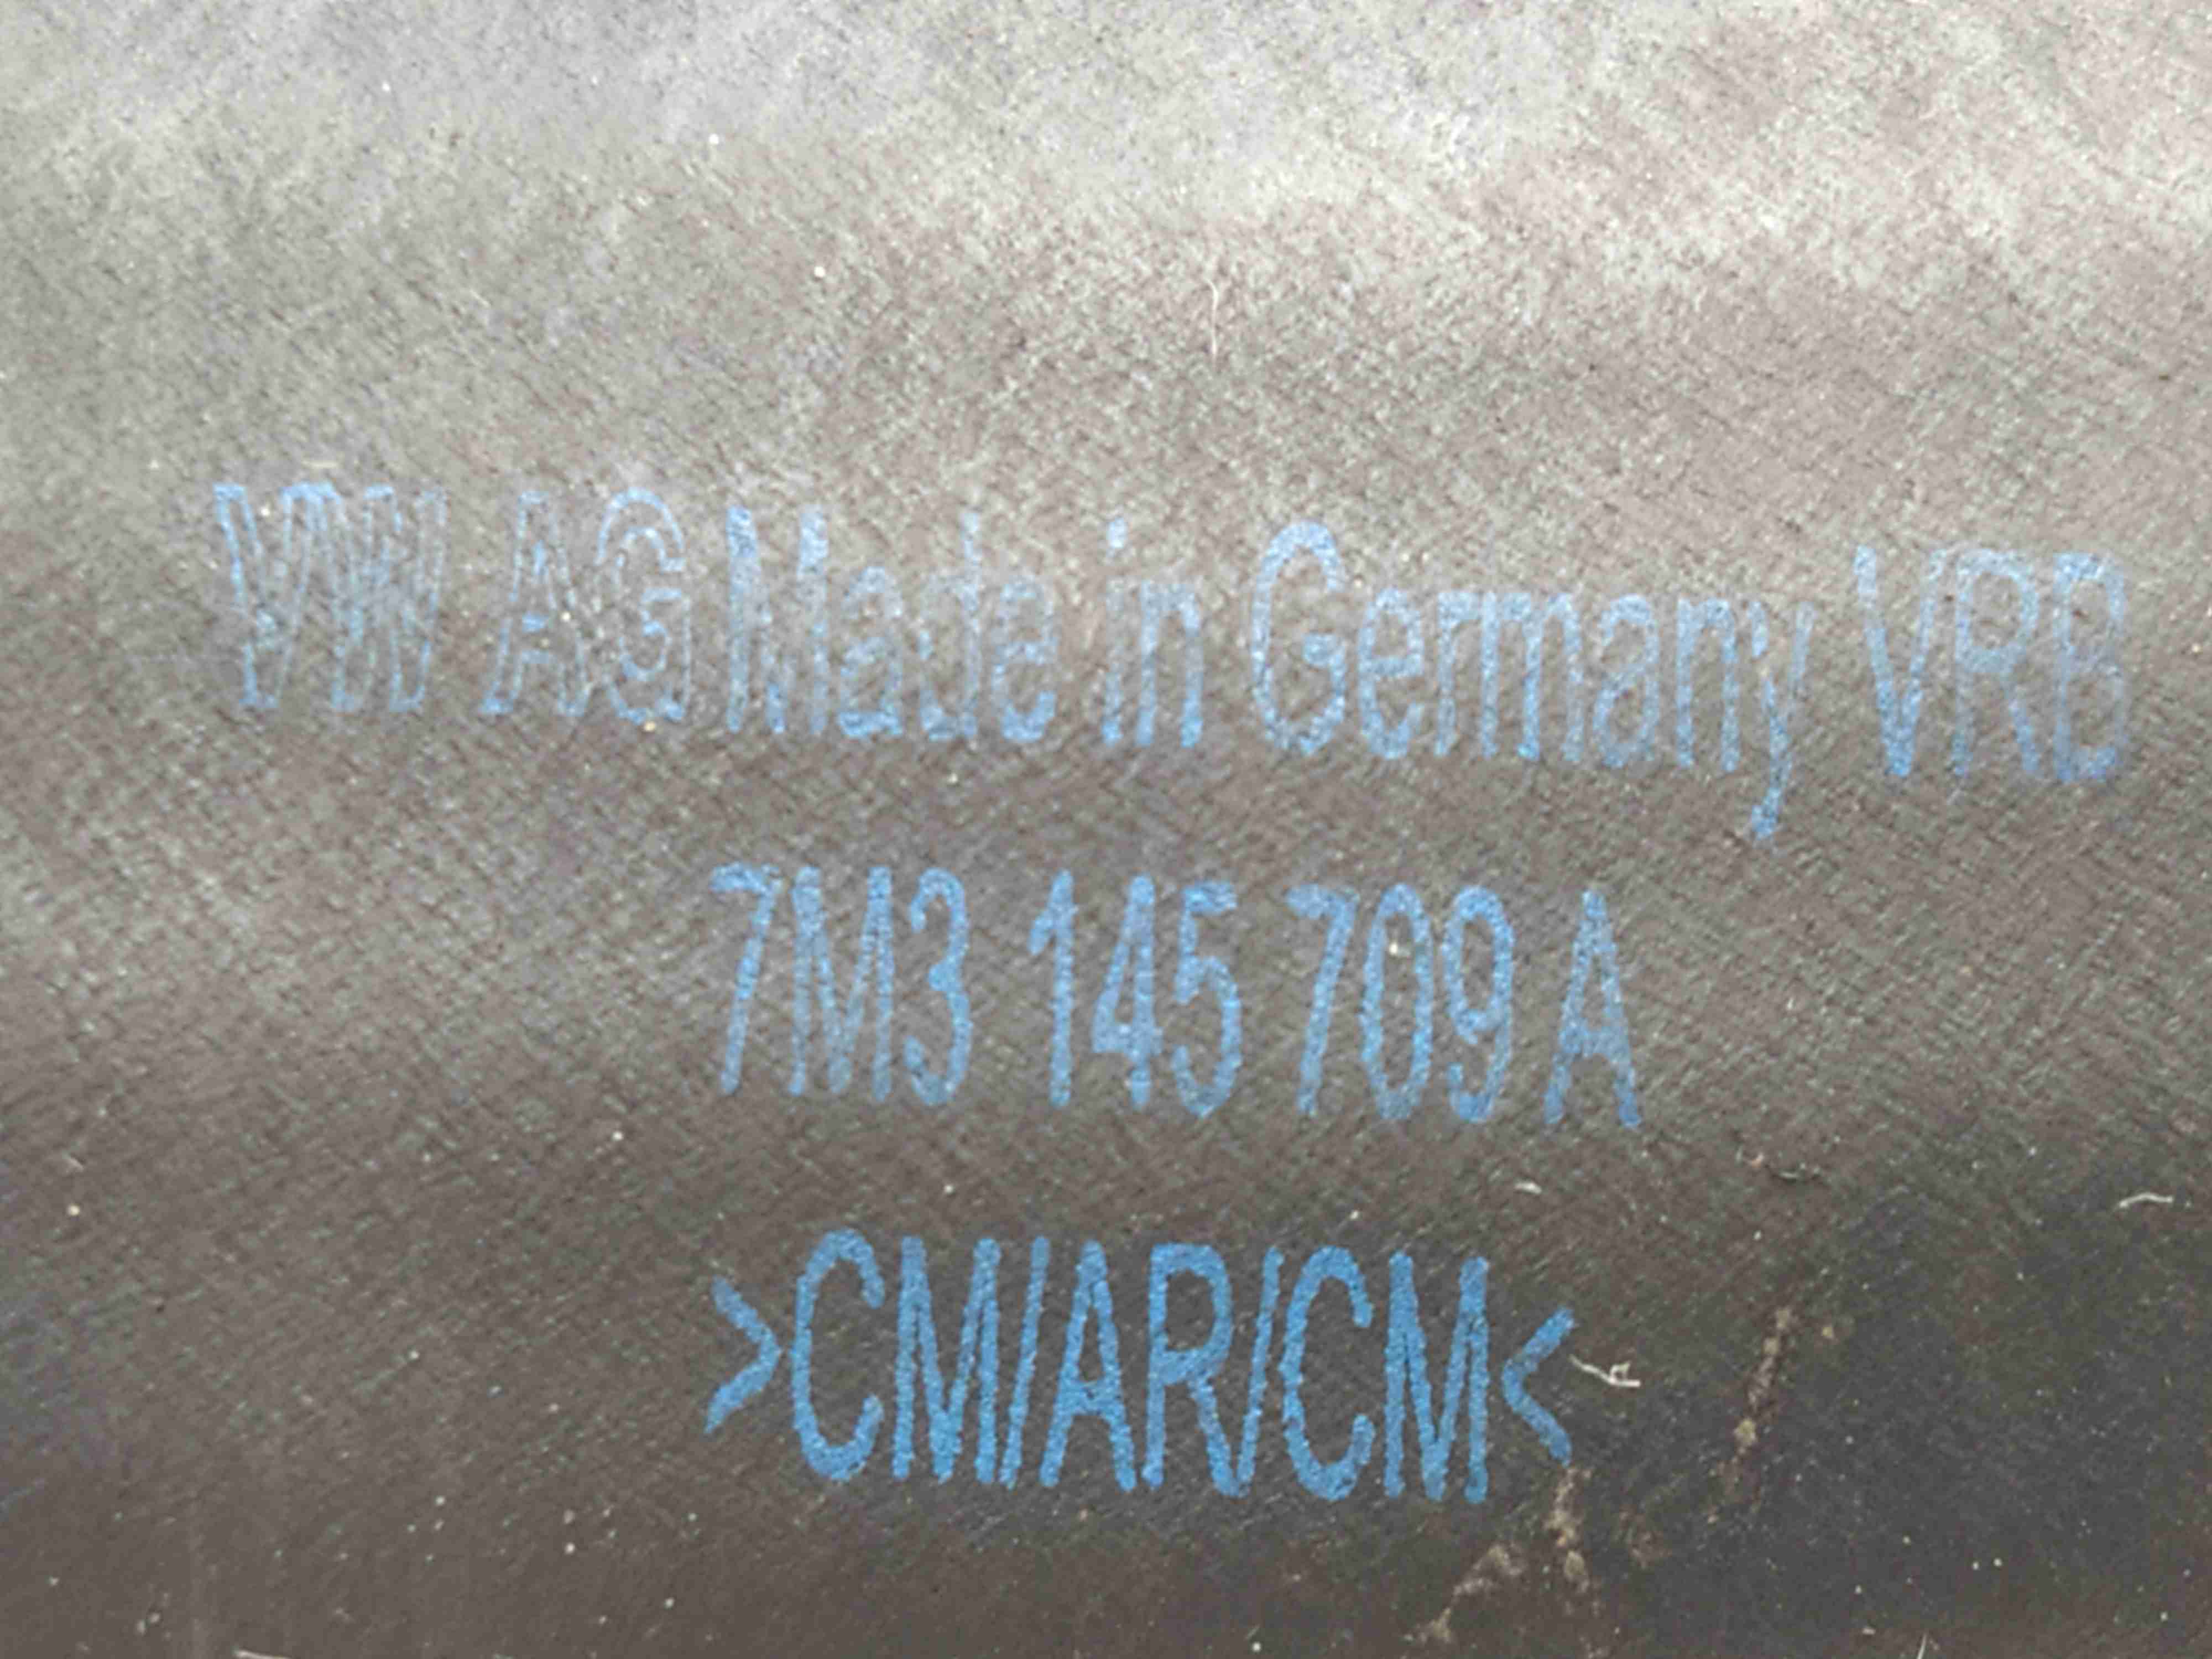 VW AG Made in Germany VRB
7M3 145 709 A
>CM/AR/CM<